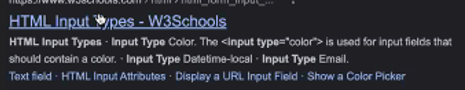 HTML Input Types - W3Schools
HTML Input Types · Input Type Color. The <input type="color"> is used for input fields that
should contain a color. · Input Type Datetime-local · Input Type Email.
Text field · HTML Input Attributes · Display a URL Input Field · Show a Color Picker